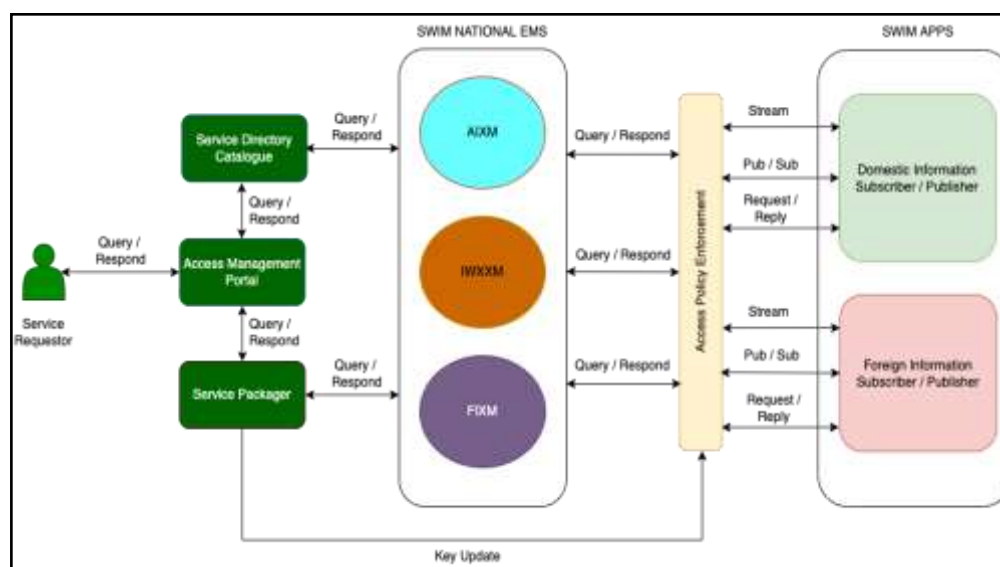 SWIM NATIONAL EMS
SWIM APPS
Query /
Respond
Service Directory
Catalogue
Query /
Respond
Query /
Respond
Access Management
Portal
Service
Requestor
Query /
Respond
Service Packager
Query /
Respond
AIXM
IWXXM
FIXM
Query / Respond
Query / Respond
Query / Respond
Access Policy Enforcement
Stream
Pub / Sub
Request /
Reply
Domestic Information
Subscriber / Publisher
Stream
Pub / Sub
Request /
Reply
Foreign Information
Subscriber / Publisher
Key Update